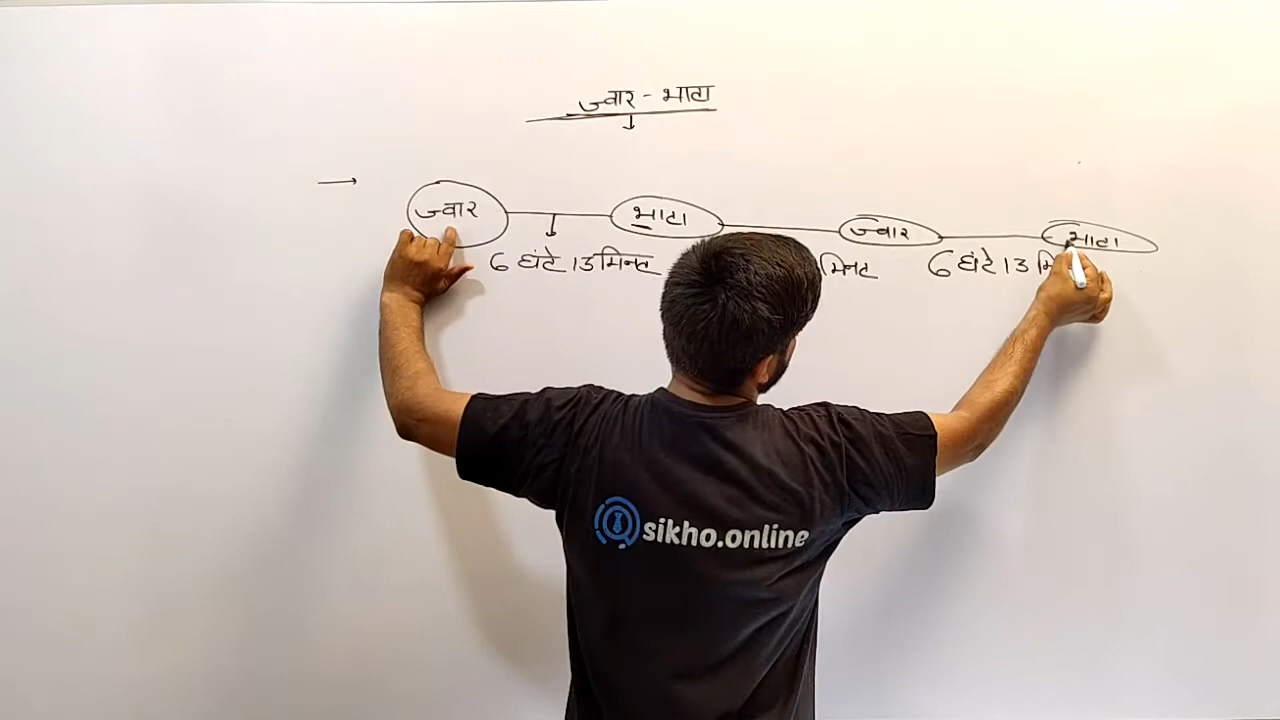 ज्वार - भाटा
ज्वार भाटा ज्वार भाटा
6 घंटे 13 मिनट मिनट 6 घंटे 13
sikho.online